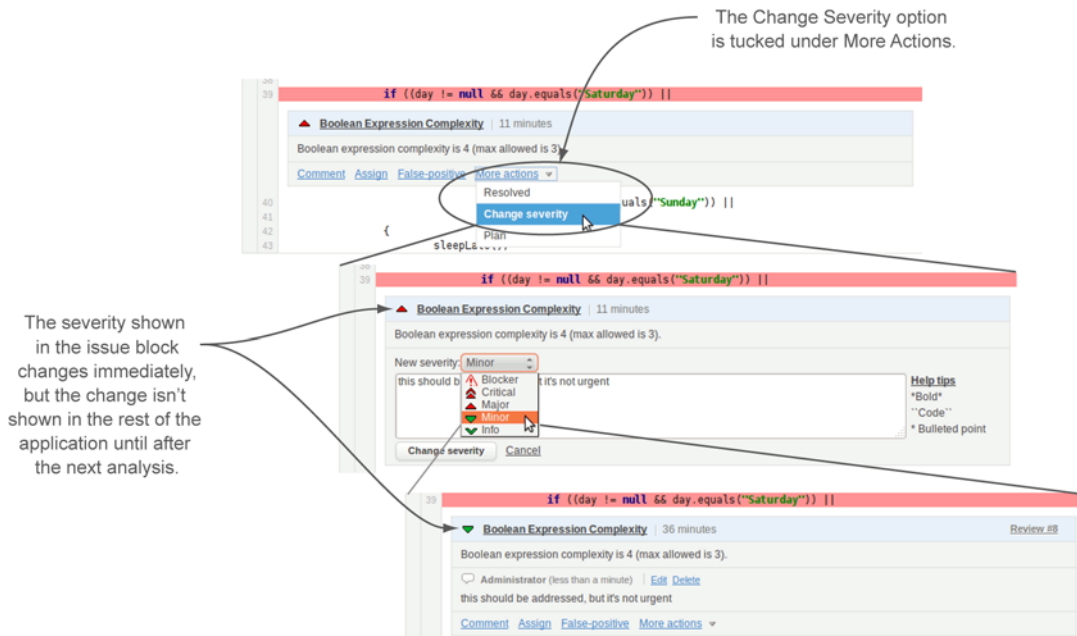 The Change Severity option
is tucked under More Actions.
38
39 if ((day != null && day.equals("Saturday")) ||
Boolean Expression Complexity | 11 minutes
Boolean expression complexity is 4 (max allowed is 3)
Comment Assign False-positive More actions
Resolved
40 uals("Sunday")) ||
41
Change severity
42 {
Plan
43 sleepLate());
38
39 if ((day != null && day.equals("Saturday")) ||
Boolean Expression Complexity | 11 minutes
Boolean expression complexity is 4 (max allowed is 3).
The severity shown
in the issue block
changes immediately,
but the change isn't
shown in the rest of the
application until after
the next analysis.
New severity: Minor
this should b t it's not urgent
Blocker
Critical
Major
Minor
Info
Help tips
*Bold*
``Code``
* Bulleted point
Change severity Cancel
39 if ((day != null && day.equals("Saturday")) ||
Boolean Expression Complexity | 36 minutes Review #8
Boolean expression complexity is 4 (max allowed is 3).
Administrator (less than a minute) | Edit Delete
this should be addressed, but it's not urgent
Comment Assign False-positive More actions